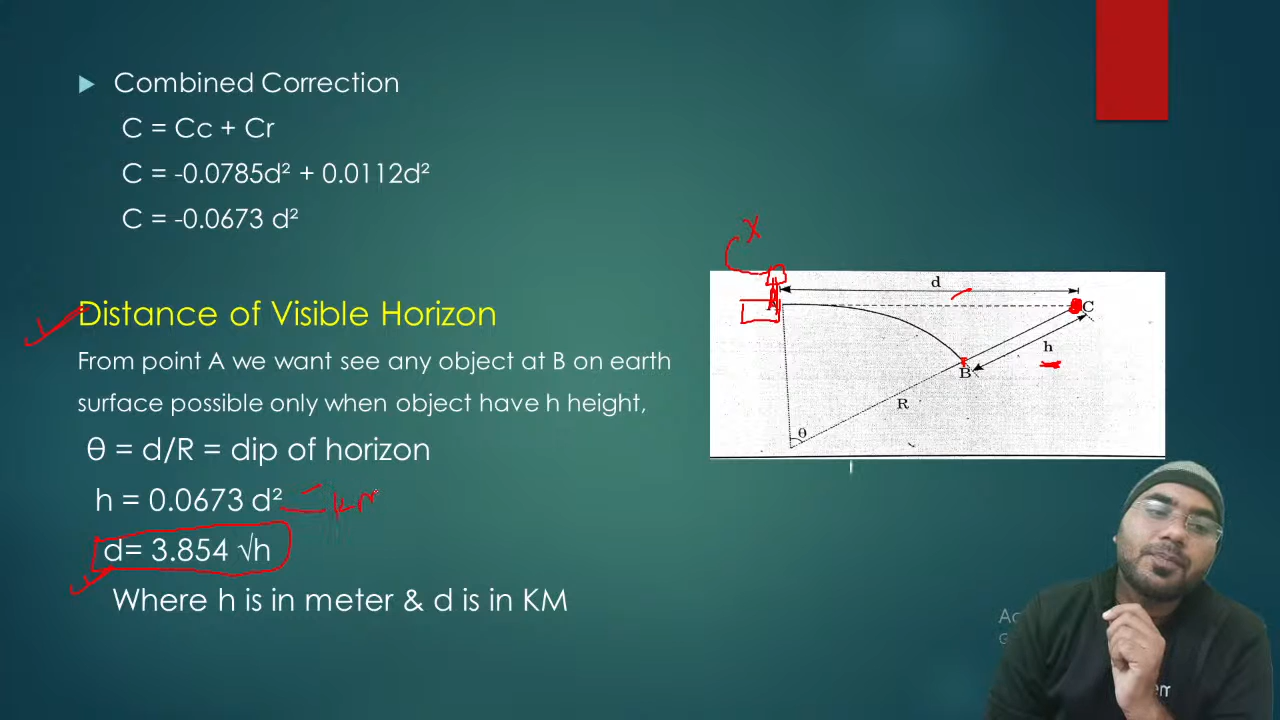 Combined Correction
C = Cc + Cr
C = -0.0785d² + 0.0112d²
C = -0.0673 d²
Distance of Visible Horizon
From point A we want see any object at B on earth
surface possible only when object have h height,
θ = d/R = dip of horizon
h = 0.0673 d²
d= 3.854 √h
Where h is in meter & d is in KM
X
d
A
C
h
B
R
θ